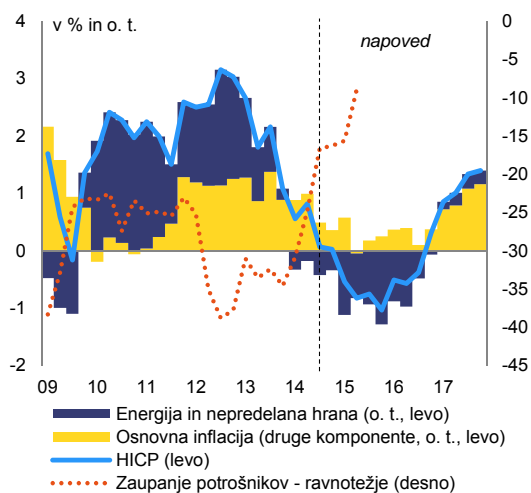 v % in o. t.
napoved
4
3
2
1
0
-1
-2
0
-5
-10
-15
-20
-25
-30
-35
-40
-45
09 10 11 12 13 14 15 16 17
Energija in nepredelana hrana (o. t., levo)
Osnovna inflacija (druge komponente, o. t., levo)
HICP (levo)
Zaupanje potrošnikov - ravnotežje (desno)